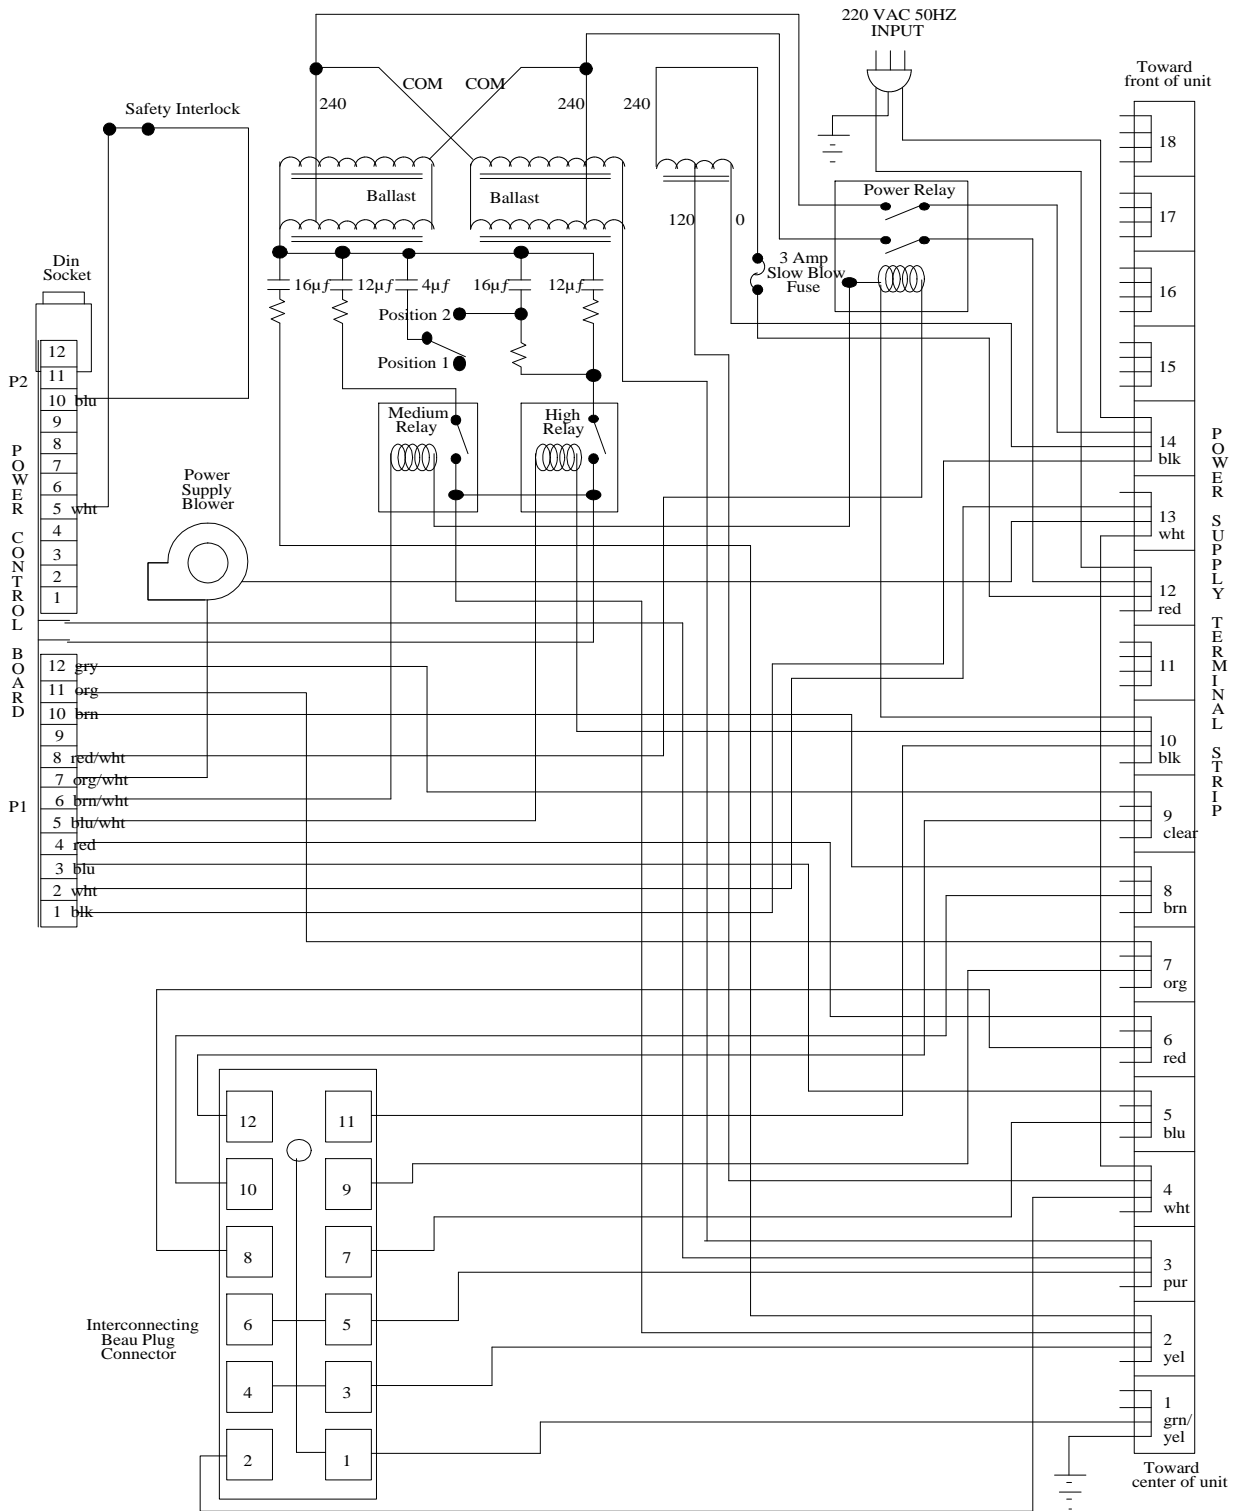 220 VAC 50HZ
INPUT
Toward
front of unit
COM
COM
240
240
240
Safety Interlock
18
Ballast
Ballast
Power Relay
17
120
0
Din
Socket
3 Amp
Slow Blow
Fuse
16µf
12µf
4µf
16µf
12µf
16
Position 2
Position 1
15
12
P2
11
10 blu
9
8
7
6
5 wht
4
3
2
1
Medium
Relay
High
Relay
14
blk
Power
Supply
Blower
13
wht
12
red
11
10
blk
9
clear
8
brn
7
org
6
red
5
blu
4
wht
3
pur
2
yel
1
grn/
yel
POWER CONTROL BOARD
POWER SUPPLY TERMINAL STRIP
12 gry
11 org
10 brn
9
8 red/wht
7 org/wht
P1
6 brn/wht
5 blu/wht
4 red
3 blu
2 wht
1 blk
12
11
10
9
8
7
6
5
4
3
2
1
Interconnecting
Beau Plug
Connector
Toward
center of unit